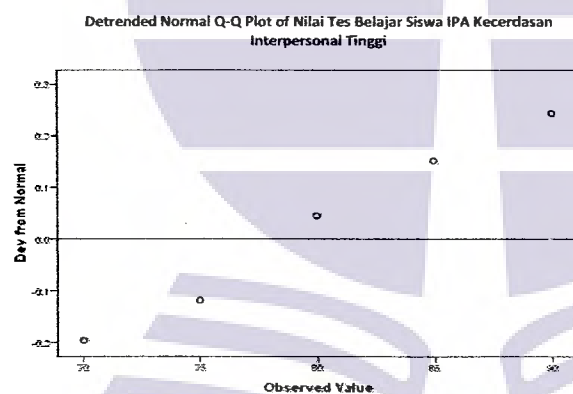 Detrended Normal Q-Q Plot of Nilai Tes Belajar Siswa IPA Kecerdasan
Interpersonal Tinggi
0.3
0.2
0.1
0.0
-0.1
-0.2
Dev from Normal
70 75 80 85 90
Observed Value